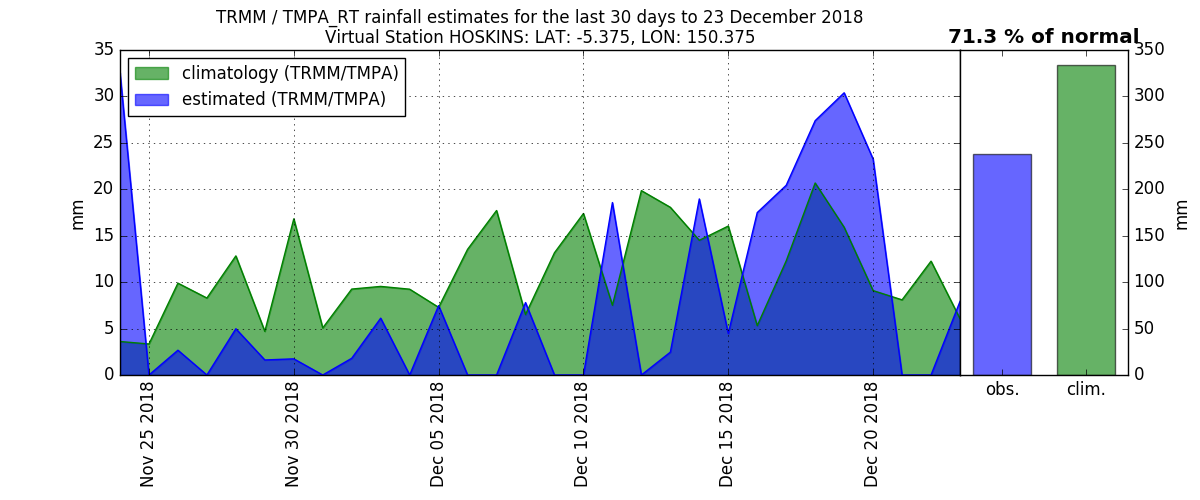 TRMM / TMPA_RT rainfall estimates for the last 30 days to 23 December 2018
Virtual Station HOSKINS: LAT: -5.375, LON: 150.375
71.3 % of normal
climatology (TRMM/TMPA)
estimated (TRMM/TMPA)
35
30
25
20
15
10
5
0
mm
Nov 25 2018
Nov 30 2018
Dec 05 2018
Dec 10 2018
Dec 15 2018
Dec 20 2018
350
300
250
200
150
100
50
0
mm
obs.
clim.